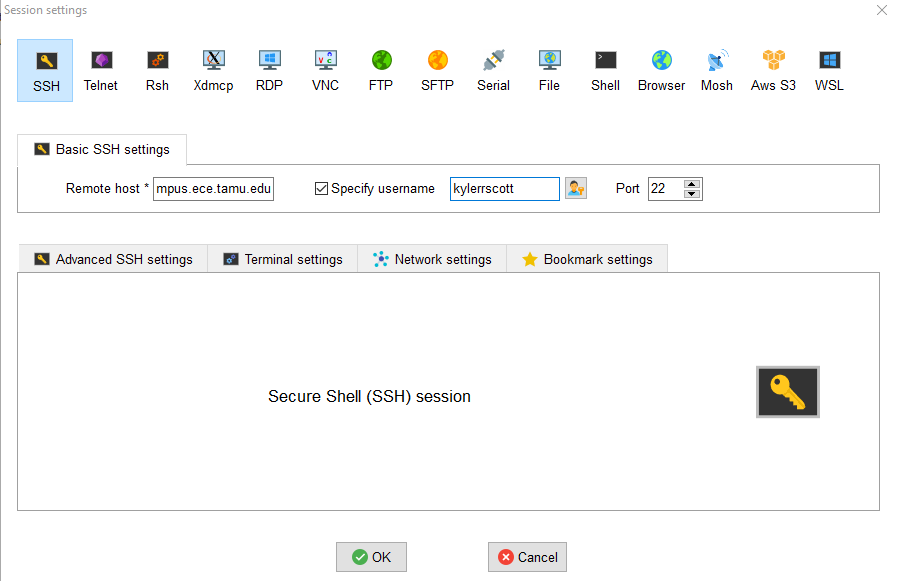 Session settings
SSH Telnet Rsh Xdmcp RDP VNC FTP SFTP Serial File Shell Browser Mosh Aws S3 WSL
Basic SSH settings
Remote host * mpus.ece.tamu.edu Specify username kylerrscott Port 22
Advanced SSH settings Terminal settings Network settings Bookmark settings
Secure Shell (SSH) session
OK Cancel